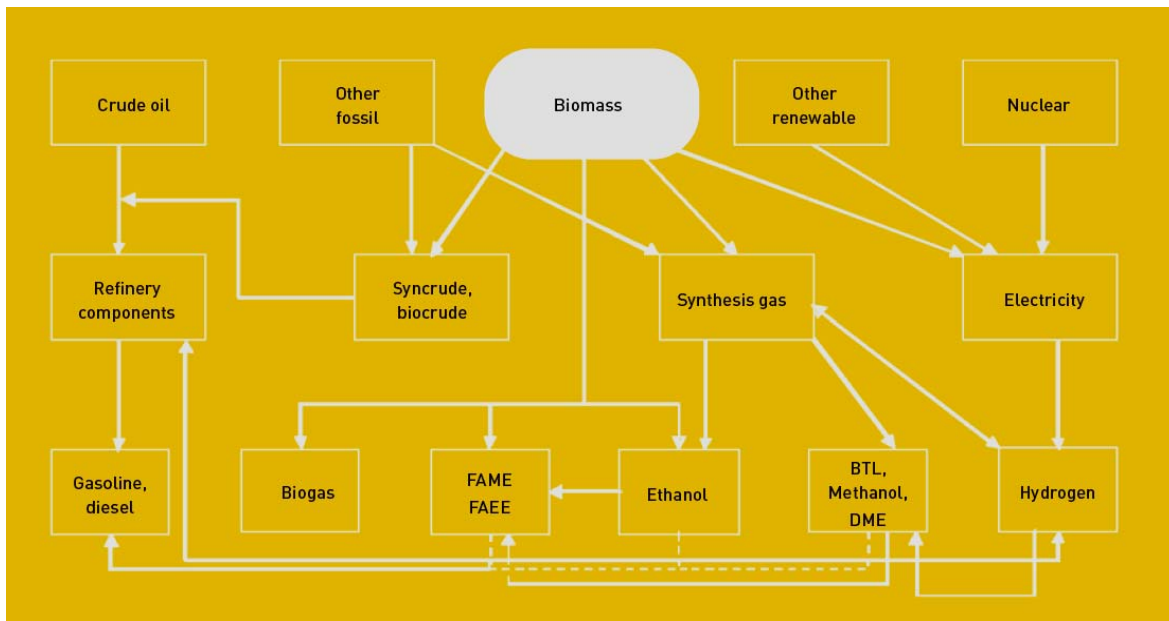 Crude oil
Other
fossil
Biomass
Other
renewable
Nuclear
Refinery
components
Syncrude,
biocrude
Synthesis gas
Electricity
Gasoline,
diesel
Biogas
FAME
FAEE
Ethanol
BTL,
Methanol,
DME
Hydrogen